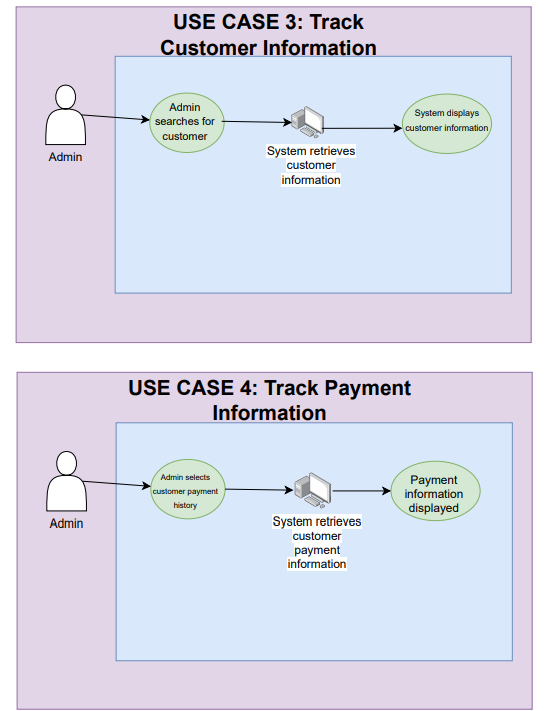 USE CASE 3: Track
Customer Information
Admin
Admin
searches for
customer
System retrieves
customer
information
System displays
customer information
USE CASE 4: Track Payment
Information
Admin
Admin selects
customer payment
history
System retrieves
customer
payment
information
Payment
information
displayed